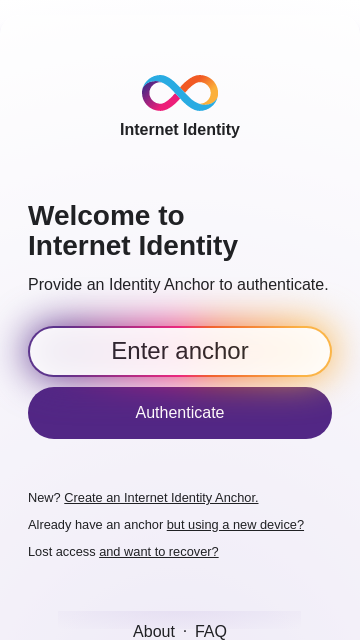 Internet Identity
Welcome to
Internet Identity
Provide an Identity Anchor to authenticate.
Enter anchor
Authenticate
New? Create an Internet Identity Anchor.
Already have an anchor but using a new device?
Lost access and want to recover?
About · FAQ